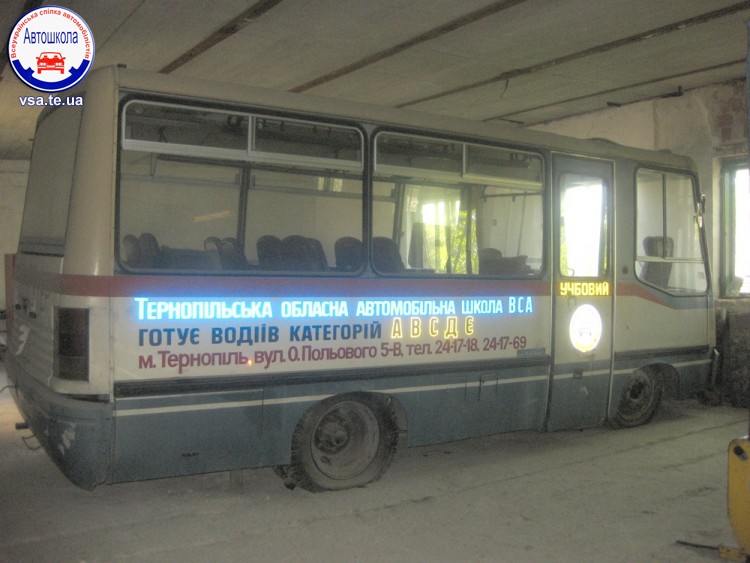 Всеукраїнська спілка автомобілістів
Автошкола
vsa.te.ua
ТЕРНОПІЛЬСЬКА ОБЛАСНА АВТОМОБІЛЬНА ШКОЛА ВСА
ГОТУЄ ВОДІЇВ КАТЕГОРІЙ А В С Д Е
м. Тернопіль, вул. О. Польового 5-В, тел. 24-17-18, 24-17-69
УЧБОВИЙ